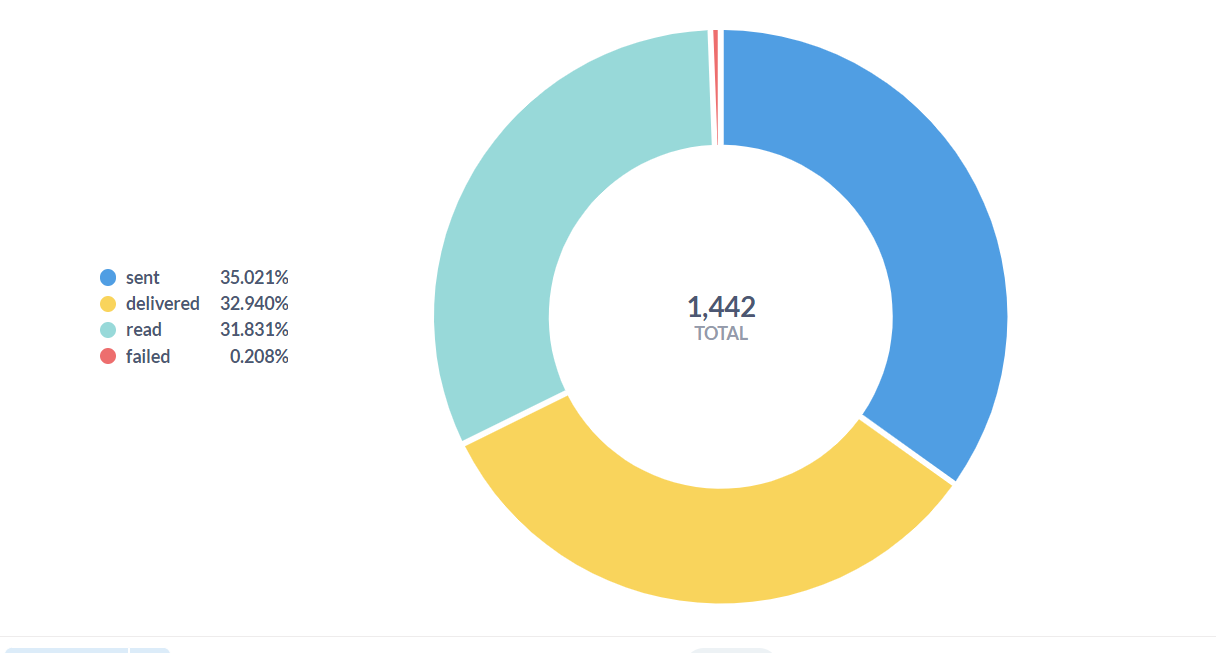 sent 35.021%
delivered 32.940%
read 31.831%
failed 0.208%
1,442
TOTAL